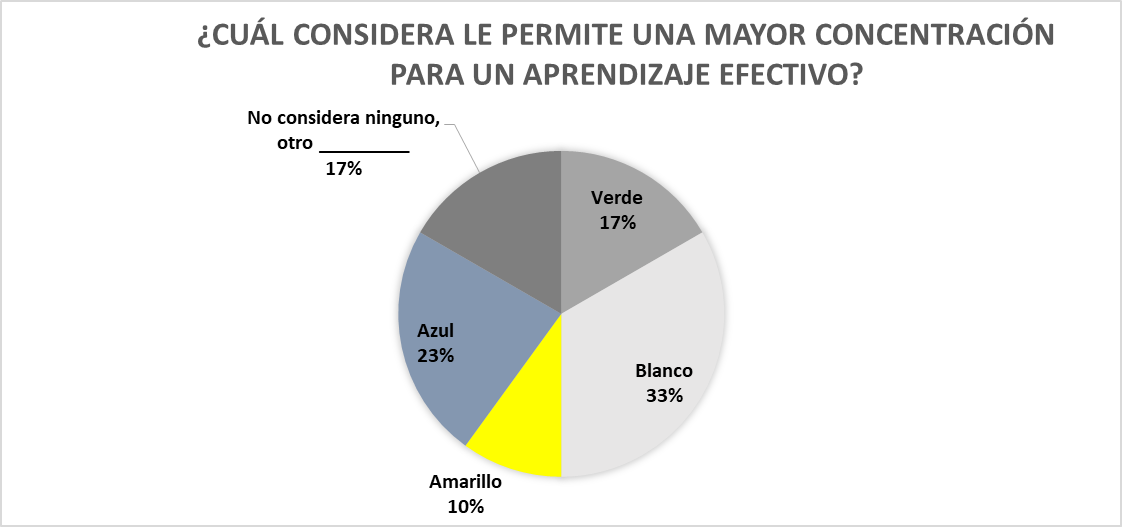 ¿CUÁL CONSIDERA LE PERMITE UNA MAYOR CONCENTRACIÓN
PARA UN APRENDIZAJE EFECTIVO?
No considera ninguno,
otro _________
17%
Verde
17%
Blanco
33%
Amarillo
10%
Azul
23%